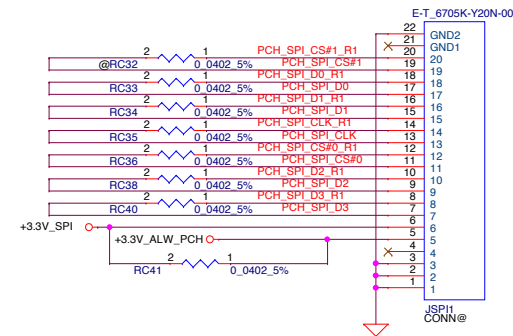 E-T_6705K-Y20N-00
22 GND2
21 GND1
2 1 PCH_SPI_CS#1_R1 20 20
@RC32 0_0402_5% PCH_SPI_CS#1 19 19
2 1 PCH_SPI_D0_R1 18 18
RC33 0_0402_5% PCH_SPI_D0 17 17
2 1 PCH_SPI_D1_R1 16 16
RC34 0_0402_5% PCH_SPI_D1 15 15
2 1 PCH_SPI_CLK_R1 14 14
RC35 0_0402_5% PCH_SPI_CLK 13 13
2 1 PCH_SPI_CS#0_R1 12 12
RC36 0_0402_5% PCH_SPI_CS#0 11 11
2 1 PCH_SPI_D2_R1 10 10
RC38 0_0402_5% PCH_SPI_D2 9 9
2 1 PCH_SPI_D3_R1 8 8
RC40 0_0402_5% PCH_SPI_D3 7 7
+3.3V_SPI 6 6
+3.3V_ALW_PCH 5 5
4 4
2 1 3 3
RC41 0_0402_5% 2 2
1 1
JSPI1
CONN@